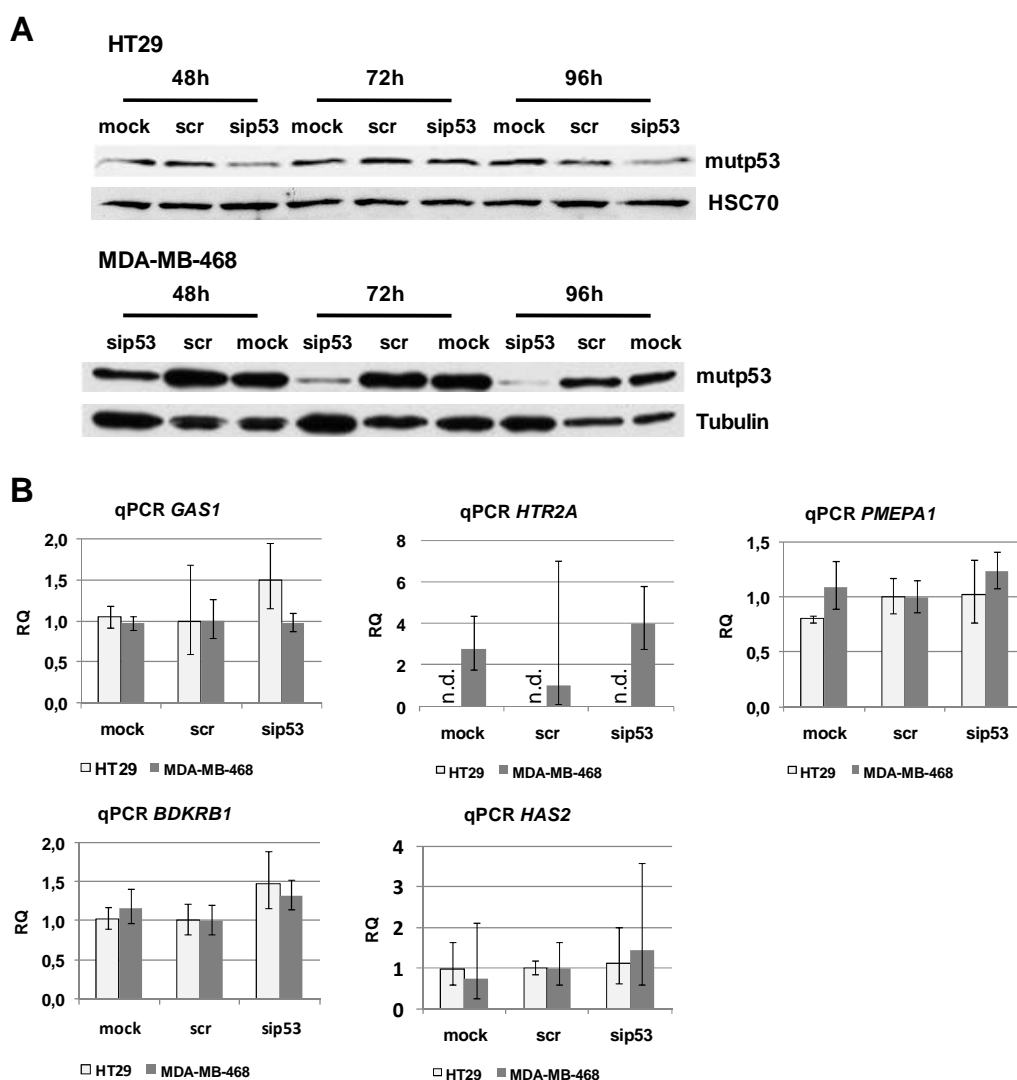 A
HT29
48h 72h 96h
mock scr sip53 mock scr sip53 mock scr sip53
mutp53
HSC70
MDA-MB-468
48h 72h 96h
sip53 scr mock sip53 scr mock sip53 scr mock
mutp53
Tubulin
B
qPCR GAS1
2,0
1,5
1,0
0,5
0,0
RQ
mock scr sip53
HT29 MDA-MB-468
qPCR HTR2A
8
6
4
2
0
RQ
n.d. n.d. n.d.
mock scr sip53
HT29 MDA-MB-468
qPCR PMEPA1
1,5
1,0
0,5
0,0
RQ
mock scr sip53
HT29 MDA-MB-468
qPCR BDKRB1
2,0
1,5
1,0
0,5
0,0
RQ
mock scr sip53
HT29 MDA-MB-468
qPCR HAS2
4
3
2
1
0
RQ
mock scr sip53
HT29 MDA-MB-468